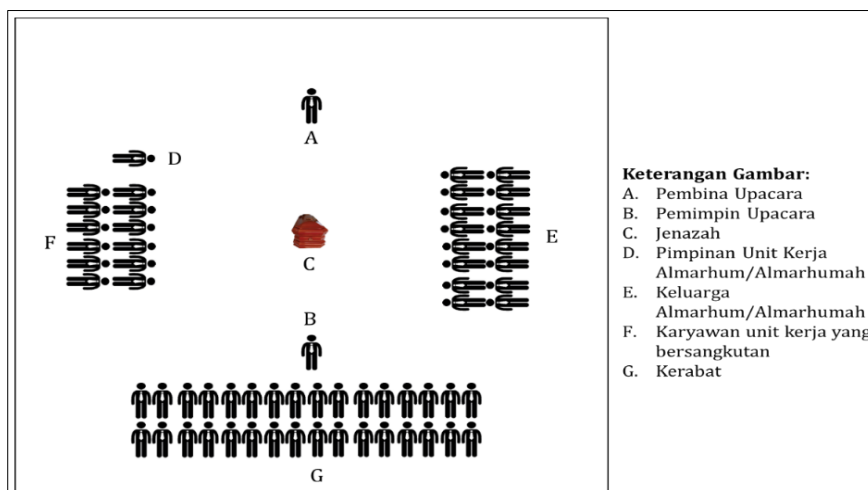 A
D
F
E
C
B
G
Keterangan Gambar:
A. Pembina Upacara
B. Pemimpin Upacara
C. Jenazah
D. Pimpinan Unit Kerja
Almarhum/Almarhumah
E. Keluarga
Almarhum/Almarhumah
F. Karyawan unit kerja yang
bersangkutan
G. Kerabat